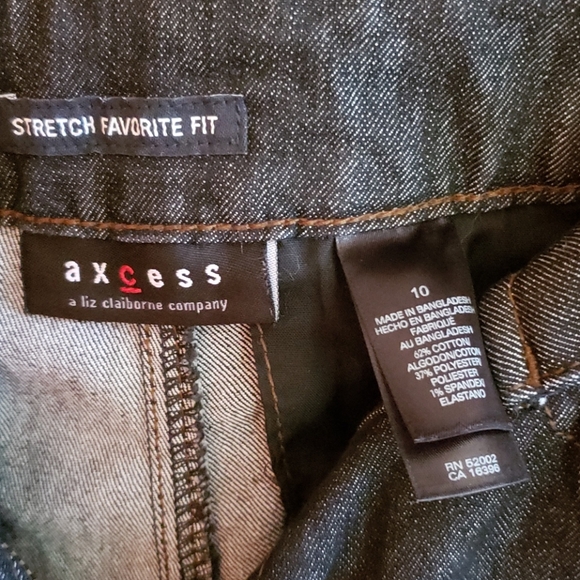 STRETCH FAVORITE FIT
axcess
a liz claiborne company
10
MADE IN BANGLADESH
HECHO EN BANGLADESH
FABRIQUÉ
AU BANGLADESH
62% COTTON/
ALGODON/COTON
37% POLYESTER/
POLIESTER
1% SPANDEX/
ELASTANO
RN 52002
CA 16396